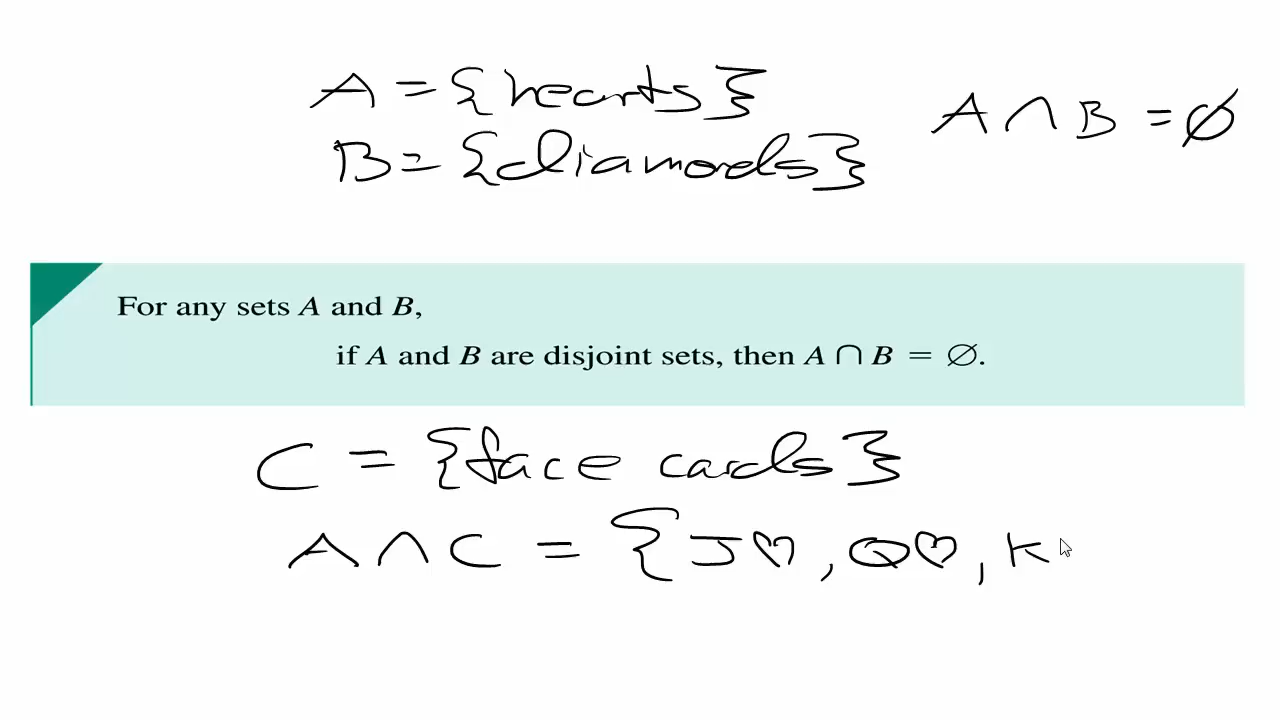 A = {hearts}
B = {diamonds}
A ∩ B = ∅
For any sets A and B,
if A and B are disjoint sets, then A ∩ B = ∅.
C = {face cards}
A ∩ C = {J♡, Q♡, K